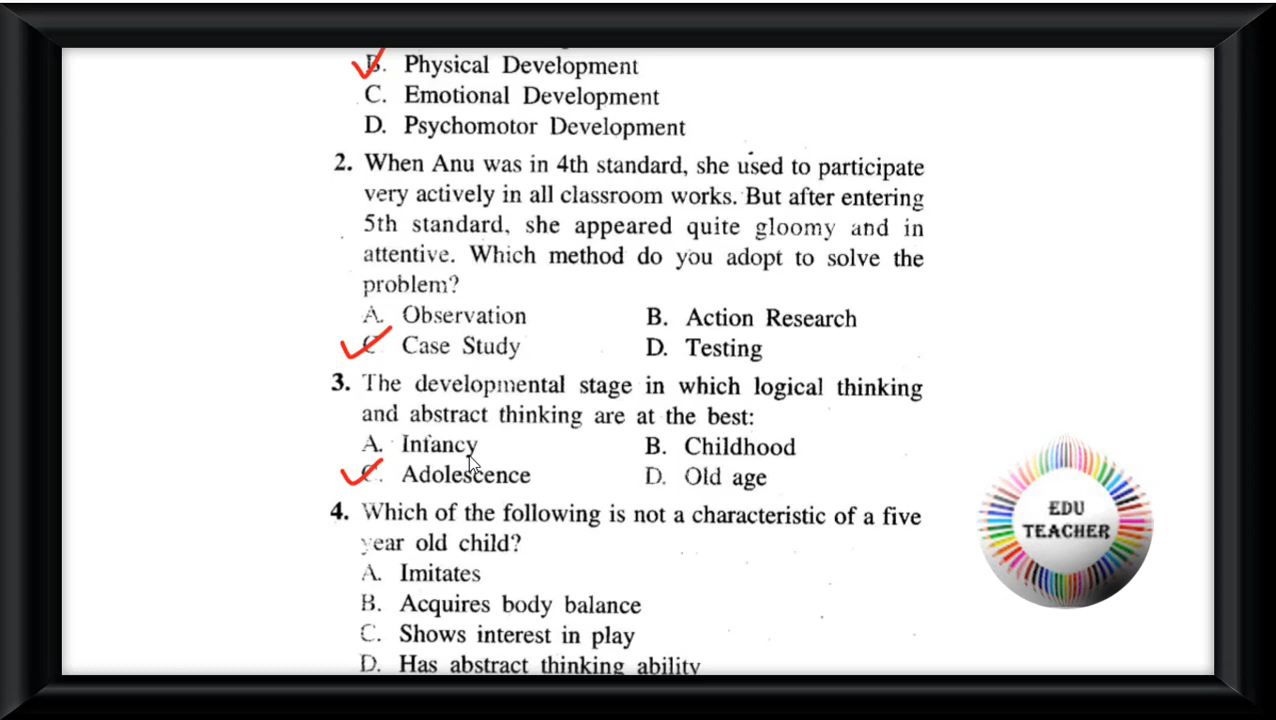 B. Physical Development
C. Emotional Development
D. Psychomotor Development
2. When Anu was in 4th standard, she used to participate
very actively in all classroom works. But after entering
5th standard, she appeared quite gloomy and in
attentive. Which method do you adopt to solve the
problem?
A. Observation B. Action Research
C Case Study D. Testing
3. The developmental stage in which logical thinking
and abstract thinking are at the best:
A. Infancy B. Childhood
C. Adolescence D. Old age
4. Which of the following is not a characteristic of a five
year old child?
A. Imitates
B. Acquires body balance
C. Shows interest in play
D. Has abstract thinking ability
EDU
TEACHER